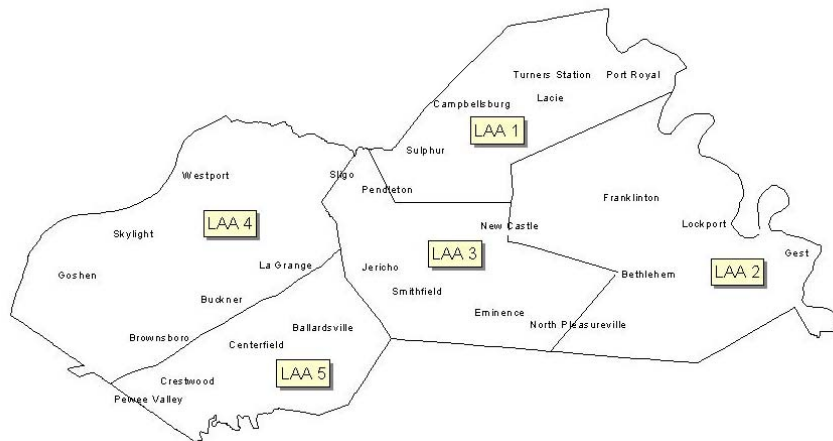 Turners Station
Port Royal
Campbellsburg
Lacie
LAA 1
Sulphur
Sligo
Westport
Pendleton
Franklinton
LAA 4
Lockport
New Castle
Skylight
LAA 3
Gest
La Grange
Jericho
Goshen
Bethlehem
LAA 2
Smithfield
Buckner
Eminence
North Pleasureville
Ballardsville
Brownsboro
Centerfield
LAA 5
Crestwood
Pewee Valley